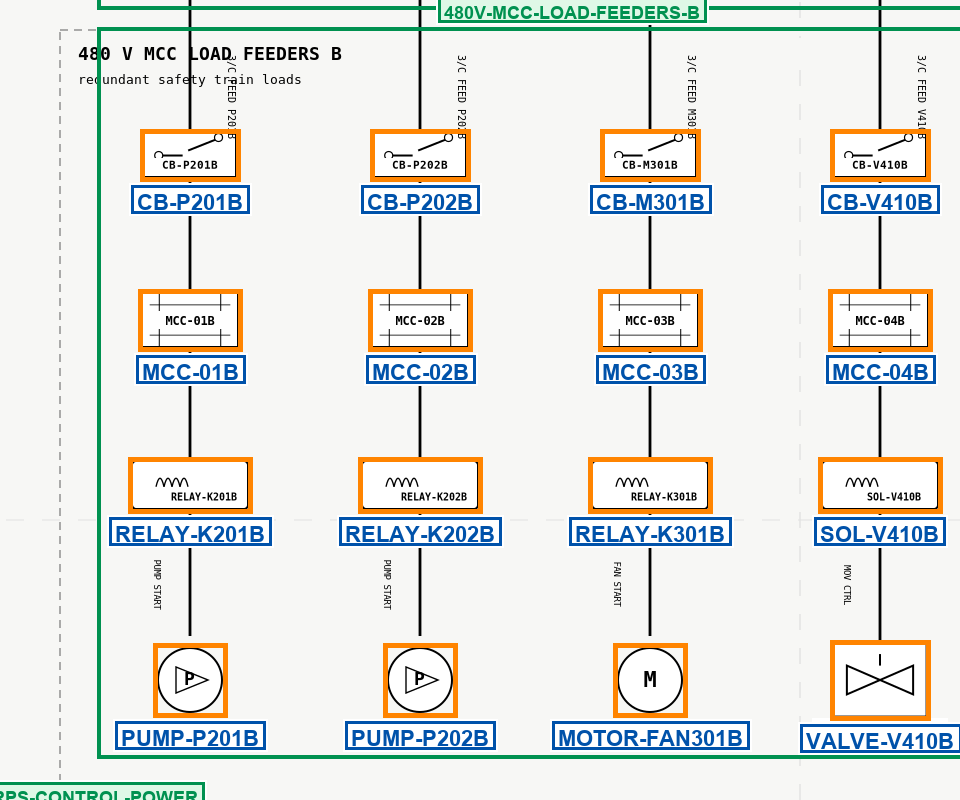 480V-MCC-LOAD-FEEDERS-B
480 V MCC LOAD FEEDERS B
redundant safety train loads
3/C FEED P201B
3/C FEED P202B
3/C FEED M301B
3/C FEED V410B
CB-P201B
CB-P202B
CB-M301B
CB-V410B
CB-P201B
CB-P202B
CB-M301B
CB-V410B
MCC-01B
MCC-02B
MCC-03B
MCC-04B
MCC-01B
MCC-02B
MCC-03B
MCC-04B
RELAY-K201B
RELAY-K202B
RELAY-K301B
SOL-V410B
RELAY-K201B
RELAY-K202B
RELAY-K301B
SOL-V410B
PUMP START
PUMP START
FAN START
MOV CTRL
P
P
M
PUMP-P201B
PUMP-P202B
MOTOR-FAN301B
VALVE-V410B
RPS-CONTROL-POWER